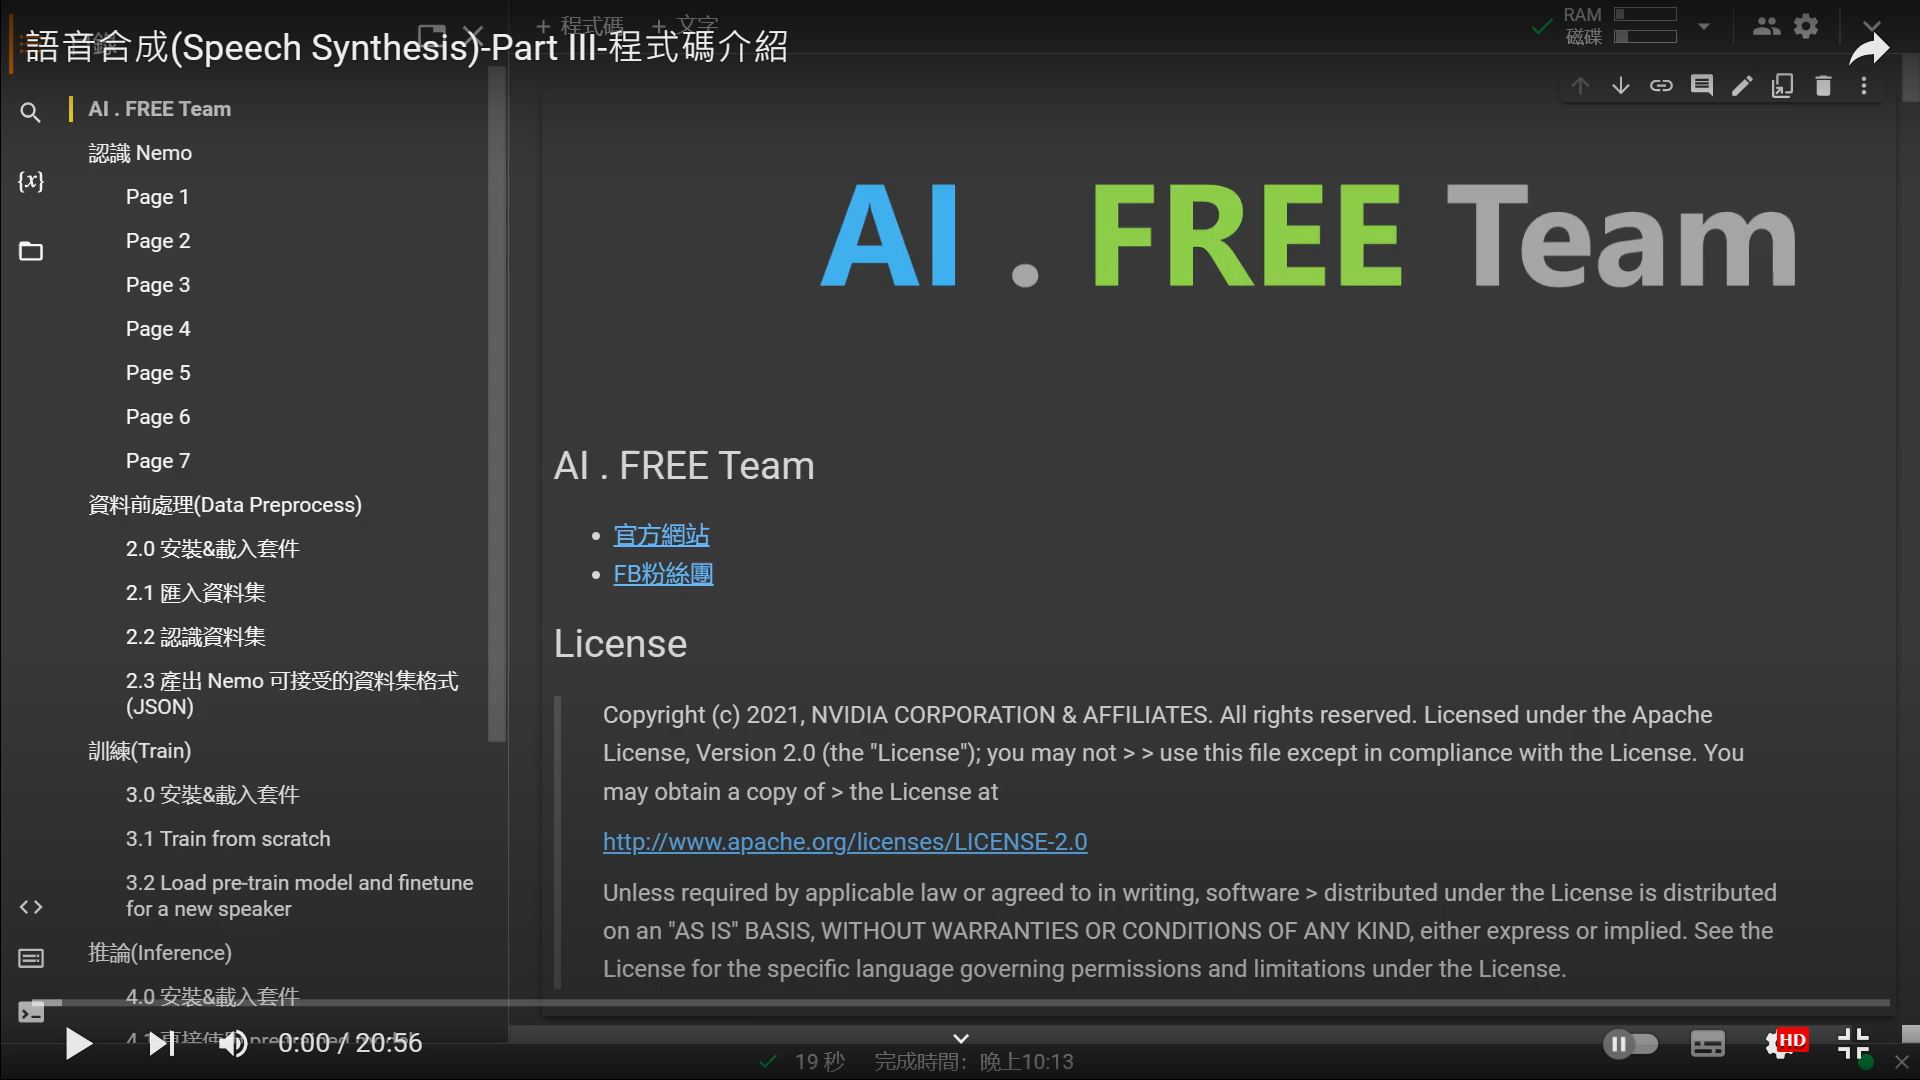 語音合成(Speech Synthesis)-Part III-程式碼介紹
+ 程式碼
+ 文字
RAM
磁碟
AI . FREE Team
認識 Nemo
Page 1
Page 2
Page 3
Page 4
Page 5
Page 6
Page 7
資料前處理(Data Preprocess)
2.0 安裝&載入套件
2.1 匯入資料集
2.2 認識資料集
2.3 產出 Nemo 可接受的資料集格式
(JSON)
訓練(Train)
3.0 安裝&載入套件
3.1 Train from scratch
3.2 Load pre-train model and finetune
for a new speaker
推論(Inference)
4.0 安裝&載入套件
AI . FREE Team
AI . FREE Team
官方網站
FB粉絲團
License
Copyright (c) 2021, NVIDIA CORPORATION & AFFILIATES. All rights reserved. Licensed under the Apache
License, Version 2.0 (the "License"); you may not > > use this file except in compliance with the License. You
may obtain a copy of > the License at
http://www.apache.org/licenses/LICENSE-2.0
Unless required by applicable law or agreed to in writing, software > distributed under the License is distributed
on an "AS IS" BASIS, WITHOUT WARRANTIES OR CONDITIONS OF ANY KIND, either express or implied. See the
License for the specific language governing permissions and limitations under the License.
0:00 / 20:56
HD
19 秒 完成時間：晚上10:13